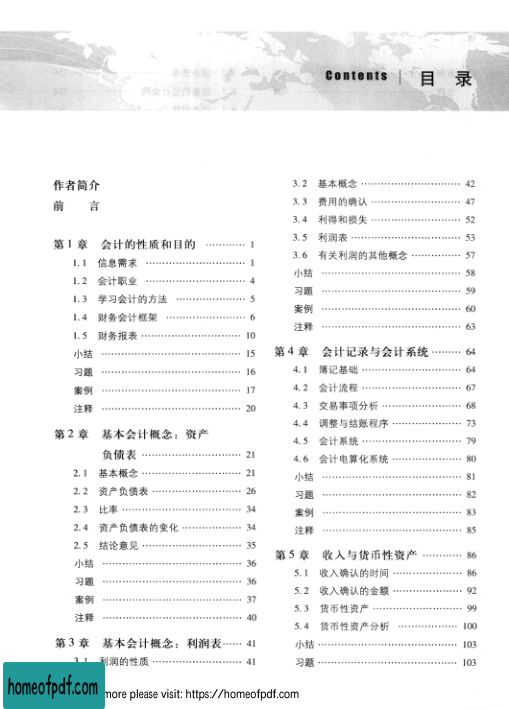 Contents | 目 录
作者简介
前 言
第1章 会计的性质和目的 ………… 1
1.1 信息需求 ………… 1
1.2 会计职业 ………… 4
1.3 学习会计的方法 ………… 5
1.4 财务会计框架 ………… 6
1.5 财务报表 ………… 10
小结 ………… 15
习题 ………… 16
案例 ………… 17
注释 ………… 20
第2章 基本会计概念：资产
负债表 ………… 21
2.1 基本概念 ………… 21
2.2 资产负债表 ………… 26
2.3 比率 ………… 34
2.4 资产负债表的变化 ………… 34
2.5 结论意见 ………… 35
小结 ………… 36
习题 ………… 36
案例 ………… 37
注释 ………… 40
第3章 基本会计概念：利润表 …… 41
3.1 利润的性质 ………… 41
3.2 基本概念 ………… 42
3.3 费用的确认 ………… 47
3.4 利得和损失 ………… 52
3.5 利润表 ………… 53
3.6 有关利润的其他概念 ………… 57
小结 ………… 58
习题 ………… 59
案例 ………… 60
注释 ………… 63
第4章 会计记录与会计系统 ……… 64
4.1 簿记基础 ………… 64
4.2 会计流程 ………… 67
4.3 交易事项分析 ………… 68
4.4 调整与结账程序 ………… 73
4.5 会计系统 ………… 79
4.6 会计电算化系统 ………… 80
小结 ………… 81
习题 ………… 82
案例 ………… 83
注释 ………… 85
第5章 收入与货币性资产 ………… 86
5.1 收入确认的时间 ………… 86
5.2 收入确认的金额 ………… 92
5.3 货币性资产 ………… 99
5.4 货币性资产分析 ………… 100
小结 ………… 103
习题 ………… 103
homeofpdf.com
more please visit: https://homeofpdf.com